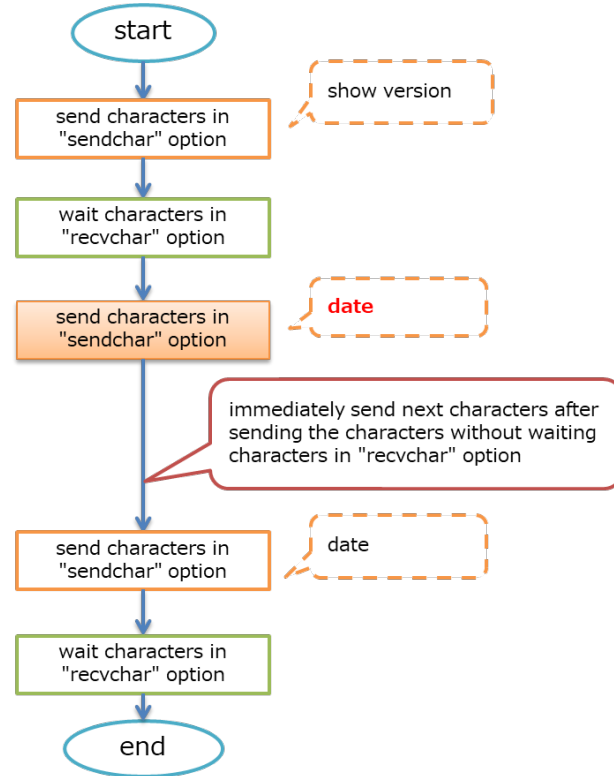 start
send characters in
"sendchar" option
show version
wait characters in
"recvchar" option
send characters in
"sendchar" option
date
immediately send next characters after
sending the characters without waiting
characters in "recvchar" option
send characters in
"sendchar" option
date
wait characters in
"recvchar" option
end